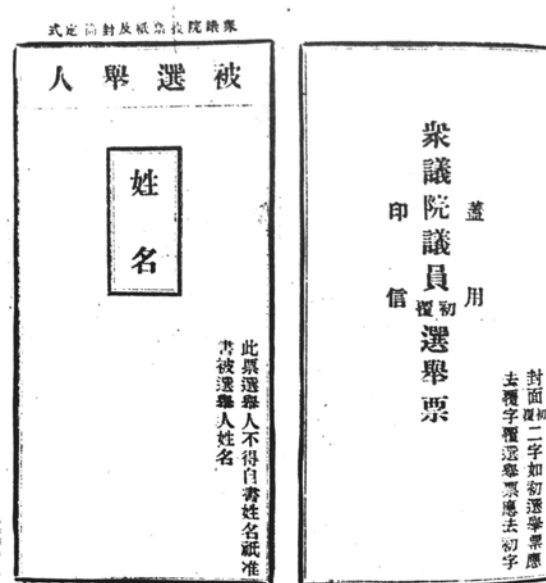 衆議院投票紙及封筒定式
衆議院議員初覆選舉票
蓋用
印信
封面初覆二字如初選舉票應
去覆字覆選舉票應去初字
被選舉人
姓名
此票選舉人不得自書姓名祇准
書被選舉人姓名